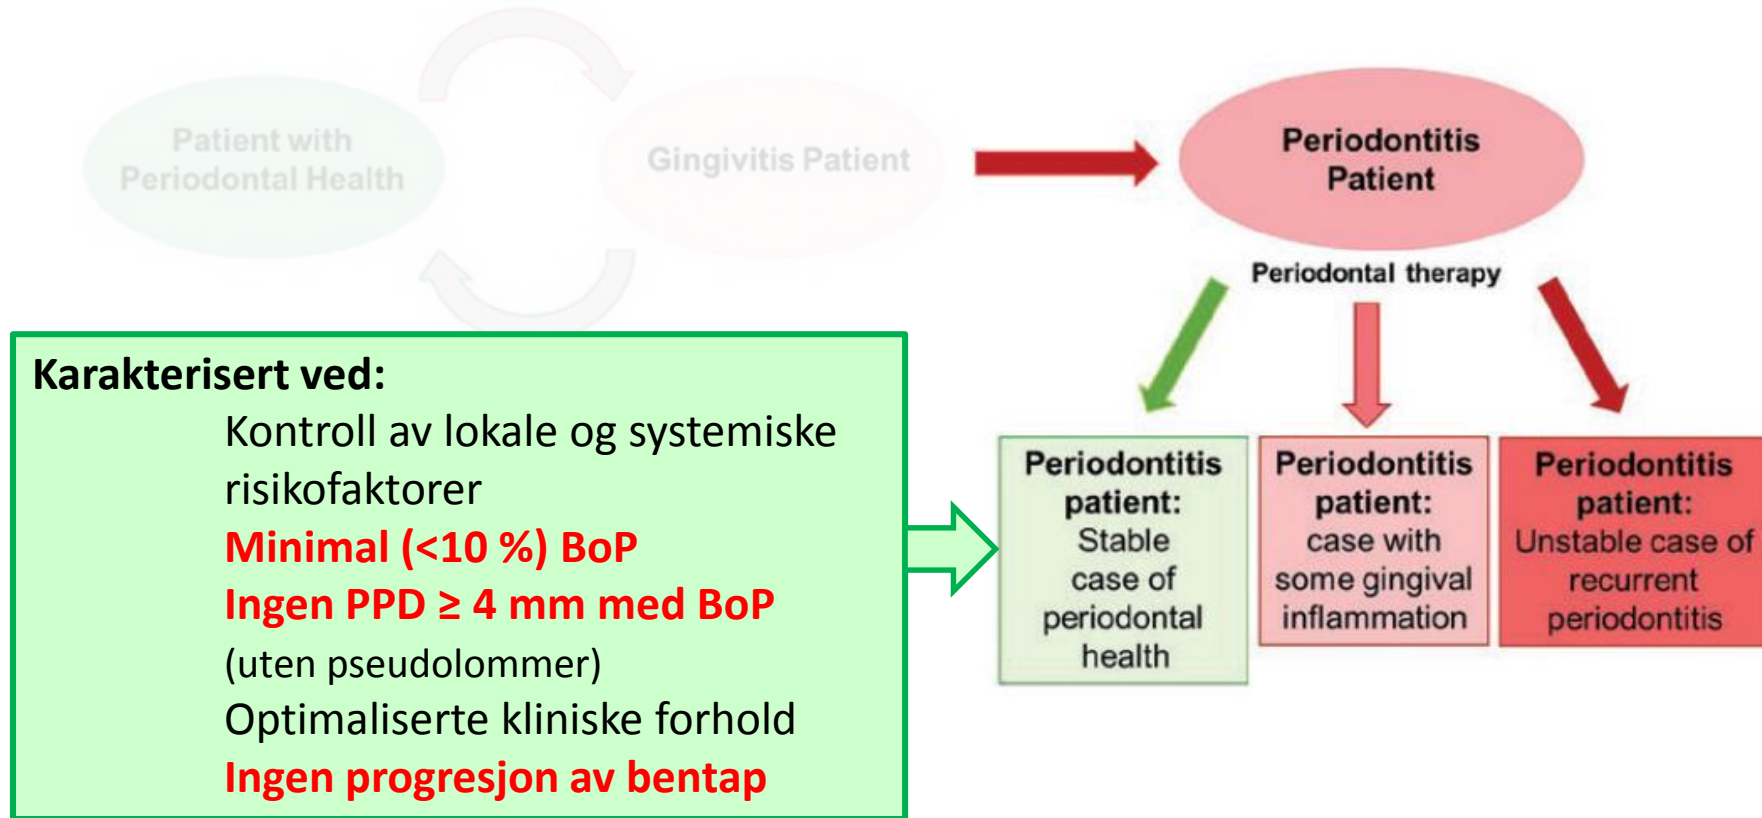 Patient with
Periodontal Health
Gingivitis Patient
Periodontitis
Patient
Periodontal therapy
Karakterisert ved:
Kontroll av lokale og systemiske
risikofaktorer
Minimal (<10 %) BoP
Ingen PPD ≥ 4 mm med BoP
(uten pseudolommer)
Optimaliserte kliniske forhold
Ingen progresjon av bentap
Periodontitis
patient:
Stable
case of
periodontal
health
Periodontitis
patient:
case with
some gingival
inflammation
Periodontitis
patient:
Unstable case of
recurrent
periodontitis